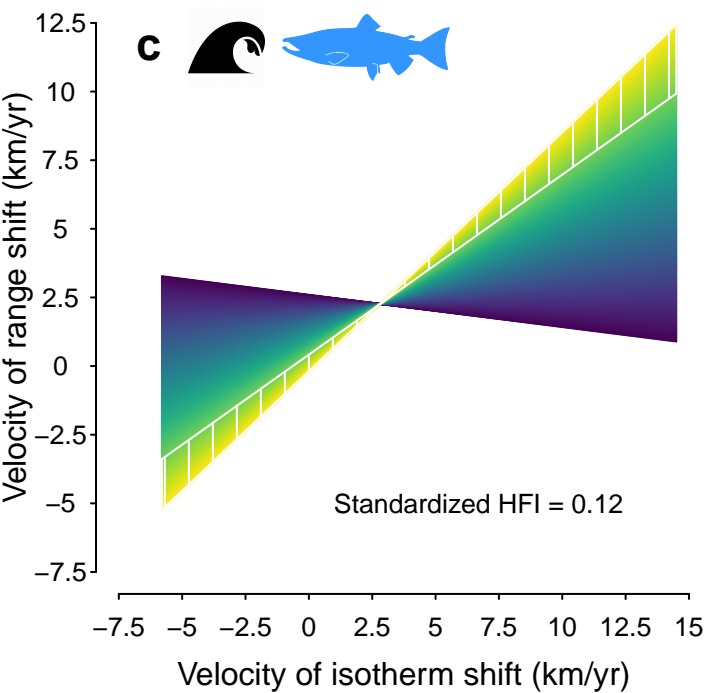 c
Velocity of range shift (km/yr)
12.5
10
7.5
5
2.5
0
−2.5
−5
−7.5
Standardized HFI = 0.12
−7.5 −5 −2.5 0 2.5 5 7.5 10 12.5 15
Velocity of isotherm shift (km/yr)